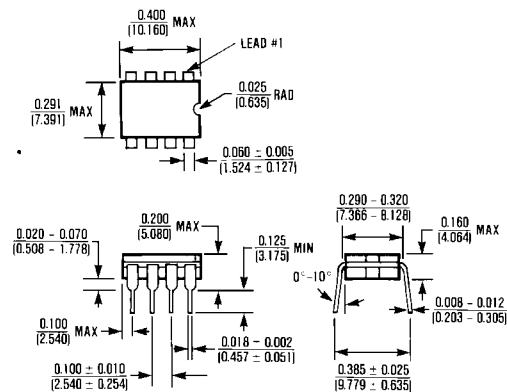 0.400
(10.160) MAX
LEAD #1
0.025
(0.635) RAD
0.291
(7.391) MAX
0.060 ± 0.005
(1.524 ± 0.127)
0.290 - 0.320
(7.366 - 8.128)
0.200
(5.080) MAX
0.160
(4.064) MAX
0.020 - 0.070
(0.508 - 1.778)
0.125
(3.175) MIN
0°-10°
0.008 - 0.012
(0.203 - 0.305)
0.100
(2.540) MAX
0.018 - 0.002
(0.457 ± 0.051)
0.100 ± 0.010
(2.540 ± 0.254)
0.385 ± 0.025
(9.779 ± 0.635)